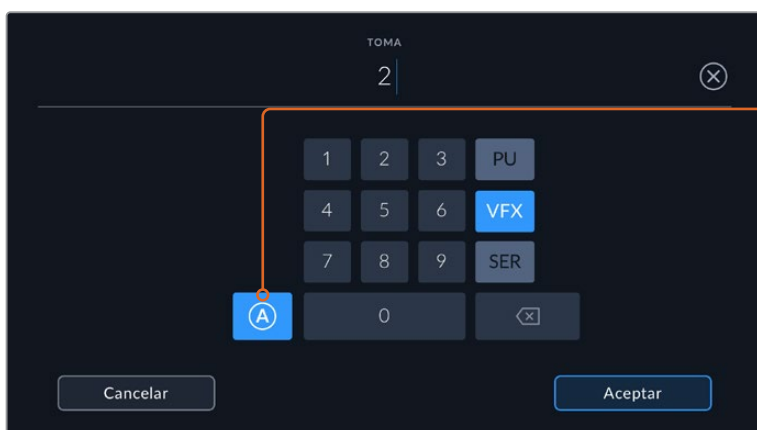 TOMA
2
1 2 3 PU
4 5 6 VFX
7 8 9 SER
A 0
Cancelar Aceptar